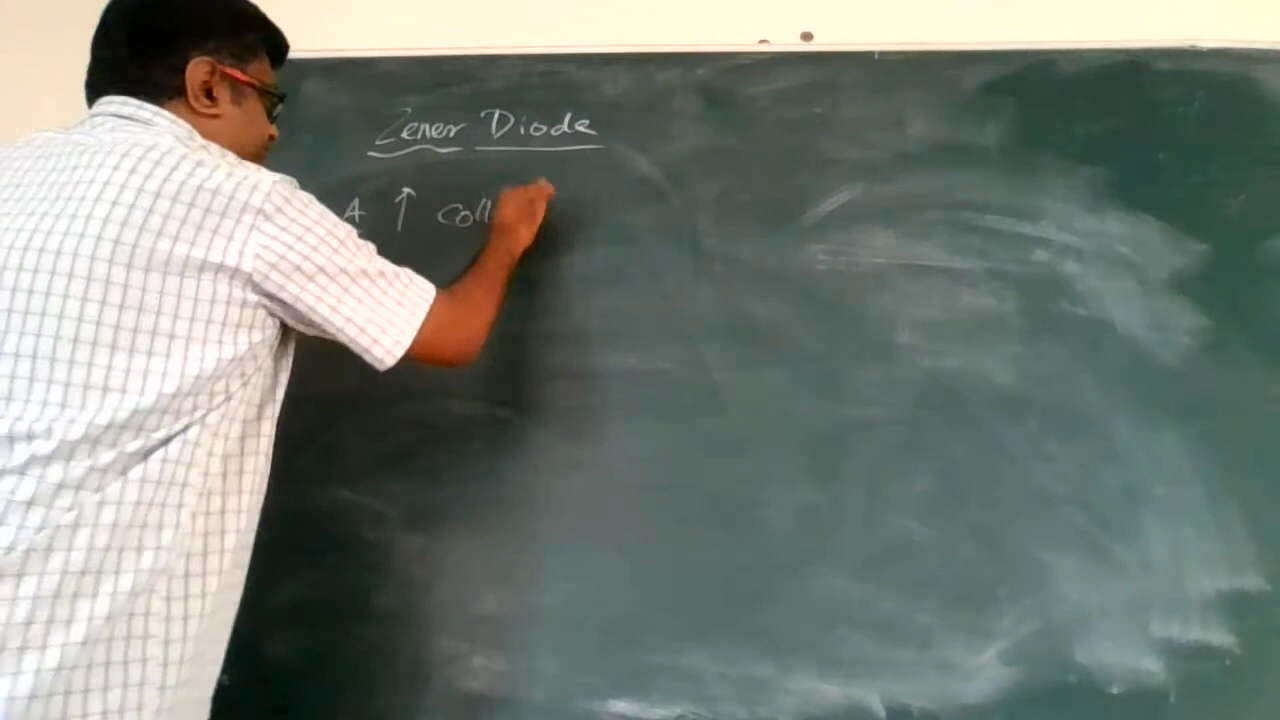 Zener Diode
A ↑ coll